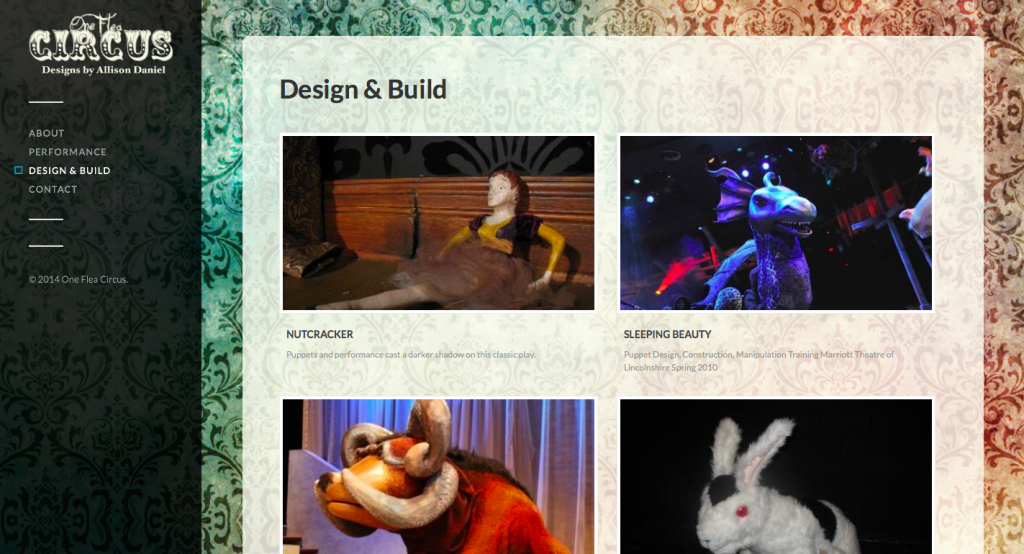 One Flea
CIRCUS
Designs by Allison Daniel
ABOUT
PERFORMANCE
DESIGN & BUILD
CONTACT
© 2014 One Flea Circus.
Design & Build
NUTCRACKER
Puppets and performance cast a darker shadow on this classic play.
SLEEPING BEAUTY
Puppet Design, Construction, Manipulation Training Marriott Theatre of
Lincolnshire Spring 2010